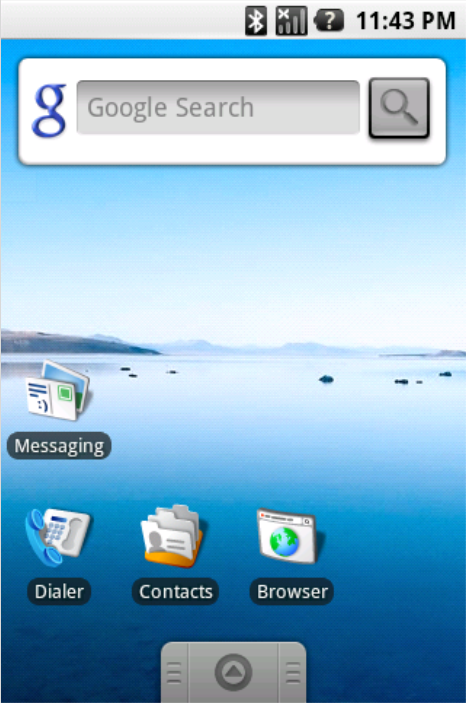 11:43 PM
g
Google Search
Messaging
Dialer
Contacts
Browser